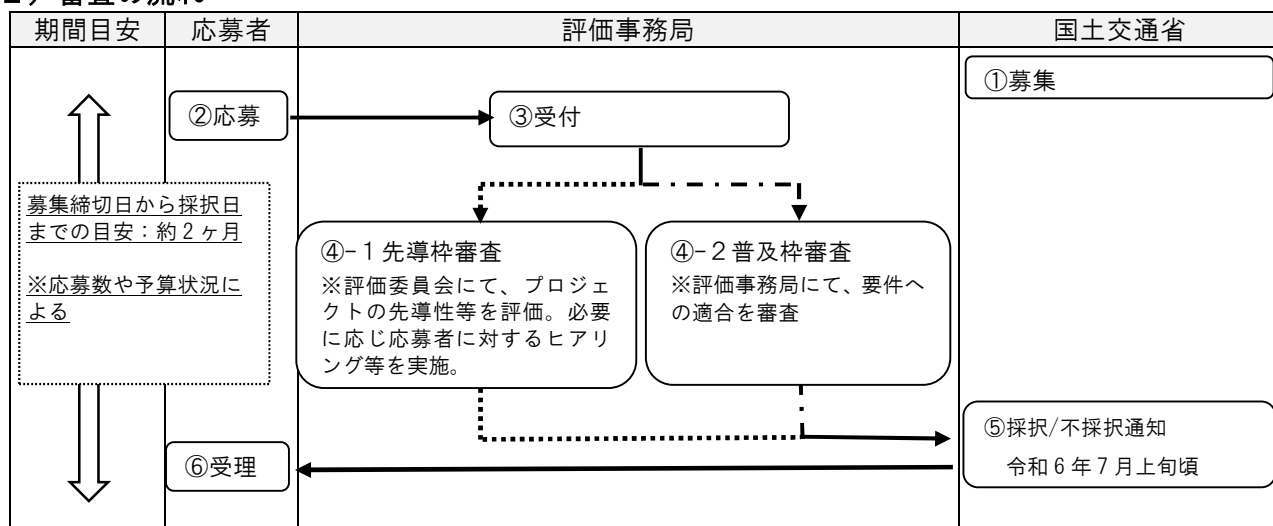 期間目安 応募者 評価事務局 国土交通省
①募集
②応募 ③受付
募集締切日から採択日
までの目安：約２ヶ月
※応募数や予算状況に
よる
④-１先導枠審査
※評価委員会にて、プロジェ
クトの先導性等を評価。必要
に応じ応募者に対するヒアリ
ング等を実施。
④-２普及枠審査
※評価事務局にて、要件へ
の適合を審査
⑤採択/不採択通知
令和６年７月上旬頃
⑥受理